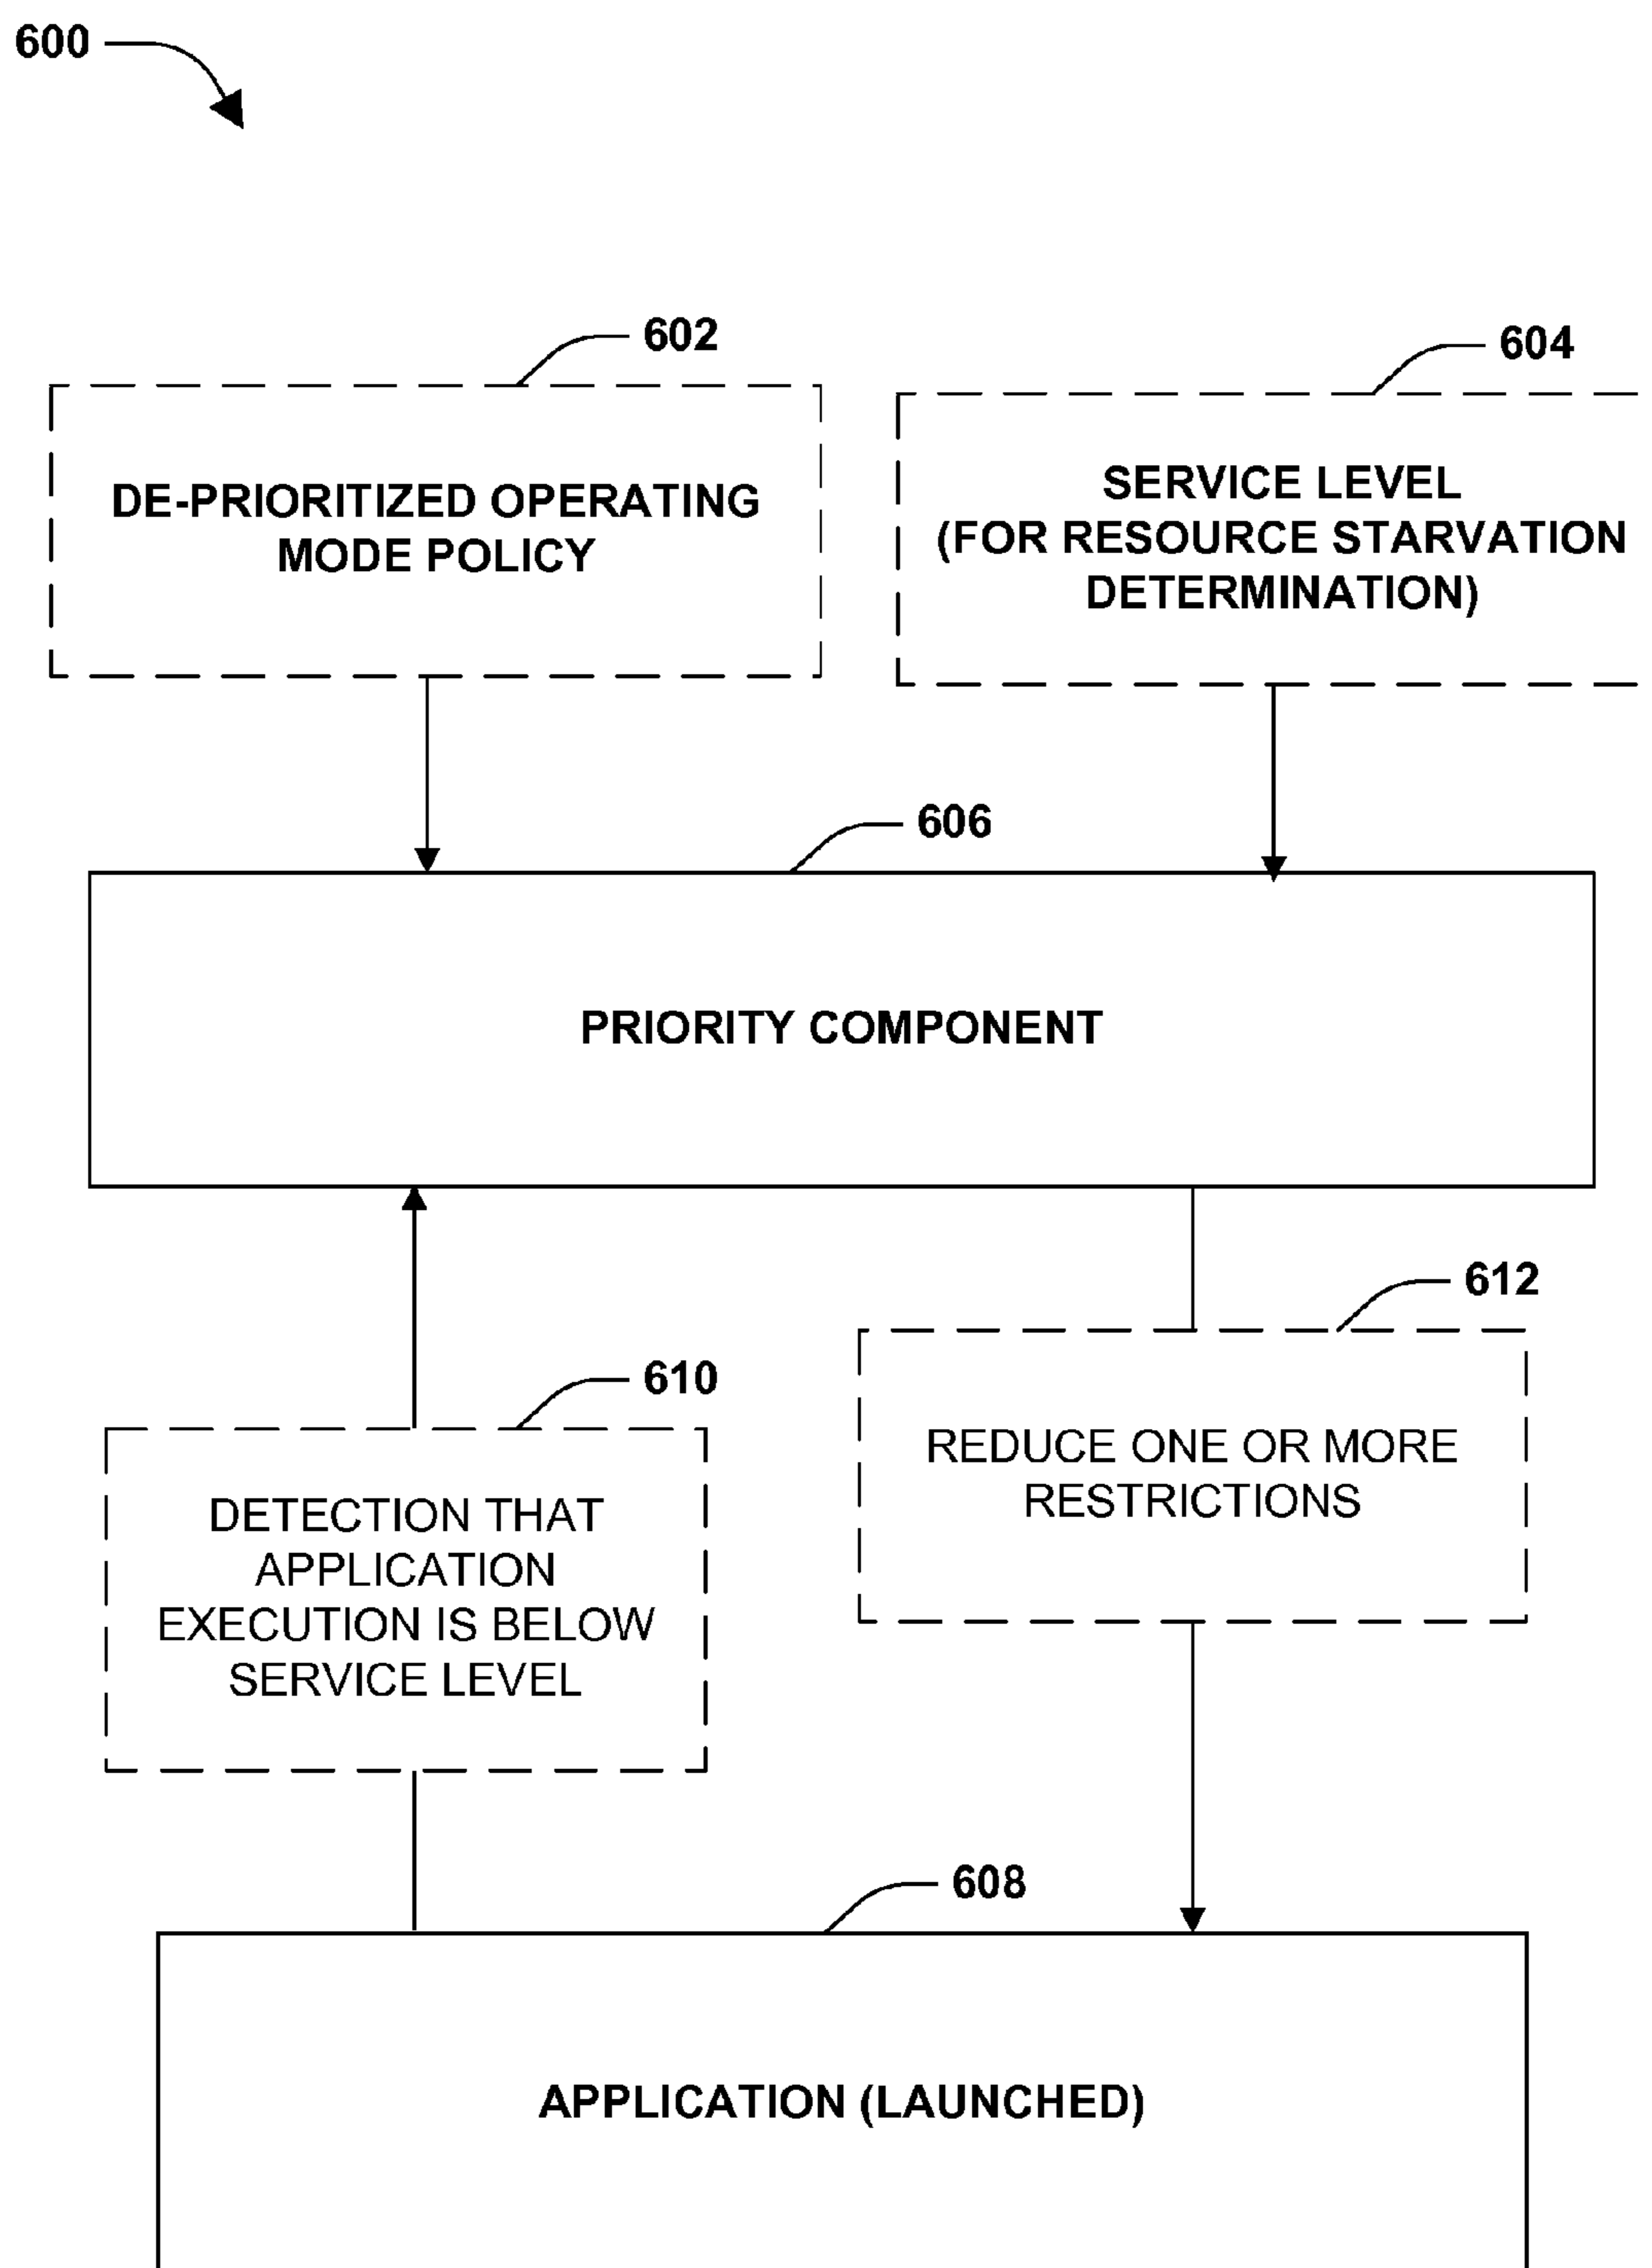 600
602
604
DE-PRIORITIZED OPERATING
MODE POLICY
SERVICE LEVEL
(FOR RESOURCE STARVATION
DETERMINATION)
606
PRIORITY COMPONENT
612
610
REDUCE ONE OR MORE
RESTRICTIONS
DETECTION THAT
APPLICATION
EXECUTION IS BELOW
SERVICE LEVEL
608
APPLICATION (LAUNCHED)